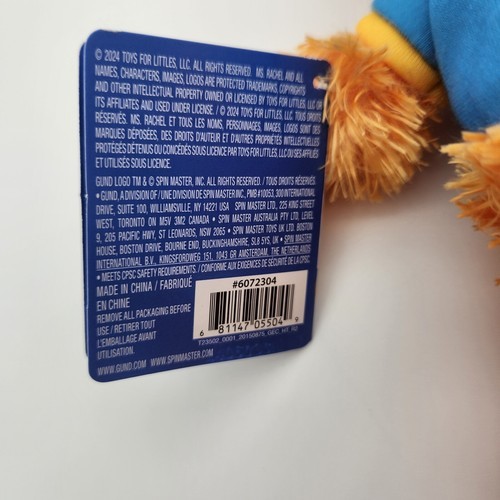 © 2024 TOYS FOR LITTLES, LLC. ALL RIGHTS RESERVED. MS. RACHEL AND ALL
NAMES, CHARACTERS, IMAGES, LOGOS ARE PROTECTED TRADEMARKS, COPYRIGHTS
AND OTHER INTELLECTUAL PROPERTY OWNED OR LICENSED BY TOYS FOR LITTLES, LLC OR
ITS AFFILIATES AND USED UNDER LICENSE / © 2024 TOYS FOR LITTLES, LLC. TOUS DROITS
RÉSERVÉS. MS. RACHEL ET TOUS LES NOMS, PERSONNAGES, IMAGES, LOGOS SONT DES
MARQUES DÉPOSÉES, DES DROITS D'AUTEUR ET D'AUTRES PROPRIÉTÉS INTELLECTUELLES
PROTÉGÉS DÉTENUS OU CONCÉDÉS SOUS LICENCE PAR TOYS FOR LITTLES, LLC OU SES AFFILIÉS
ET UTILISÉS SOUS LICENCE.
GUND LOGO TM & © SPIN MASTER, INC. ALL RIGHTS RESERVED. / TOUS DROITS RÉSERVÉS.
• GUND, A DIVISION OF / UNE DIVISION DE SPIN MASTER, INC., PMB #10053, 300 INTERNATIONAL
DRIVE, SUITE 100, WILLIAMSVILLE, NY 14221 USA SPIN MASTER LTD., 225 KING STREET
WEST, TORONTO ON M5V 3M2 CANADA • SPIN MASTER AUSTRALIA PTY LTD, LEVEL
9, 205 PACIFIC HWY, ST LEONARDS, NSW 2065 • SPIN MASTER TOYS UK LTD. BOSTON
HOUSE, BOSTON DRIVE, BOURNE END, BUCKINGHAMSHIRE, SL8 5YS, UK • SPIN MASTER
INTERNATIONAL B.V., KINGSFORDWEG 151, 1043 GR AMSTERDAM, THE NETHERLANDS
• MEETS CPSC SAFETY REQUIREMENTS. / CONFORME AUX EXIGENCES DE SÉCURITÉ DE LA CPSC.
MADE IN CHINA / FABRIQUÉ
EN CHINE
REMOVE ALL PACKAGING BEFORE
USE / RETIRER TOUT
L'EMBALLAGE AVANT
UTILISATION.
WWW.GUND.COM WWW.SPINMASTER.COM
#6072304
6 81147 05504 9
T23502_0001_20150875_GEC_HT_R2